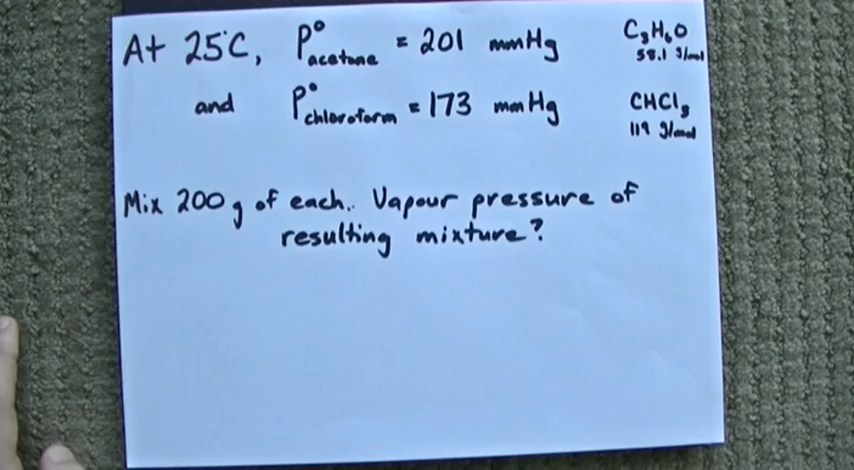 At 25°C, P°acetone = 201 mmHg C3H6O
58.1 g/mol
and P°chloroform = 173 mmHg CHCl3
119 g/mol
Mix 200g of each. Vapour pressure of
resulting mixture?